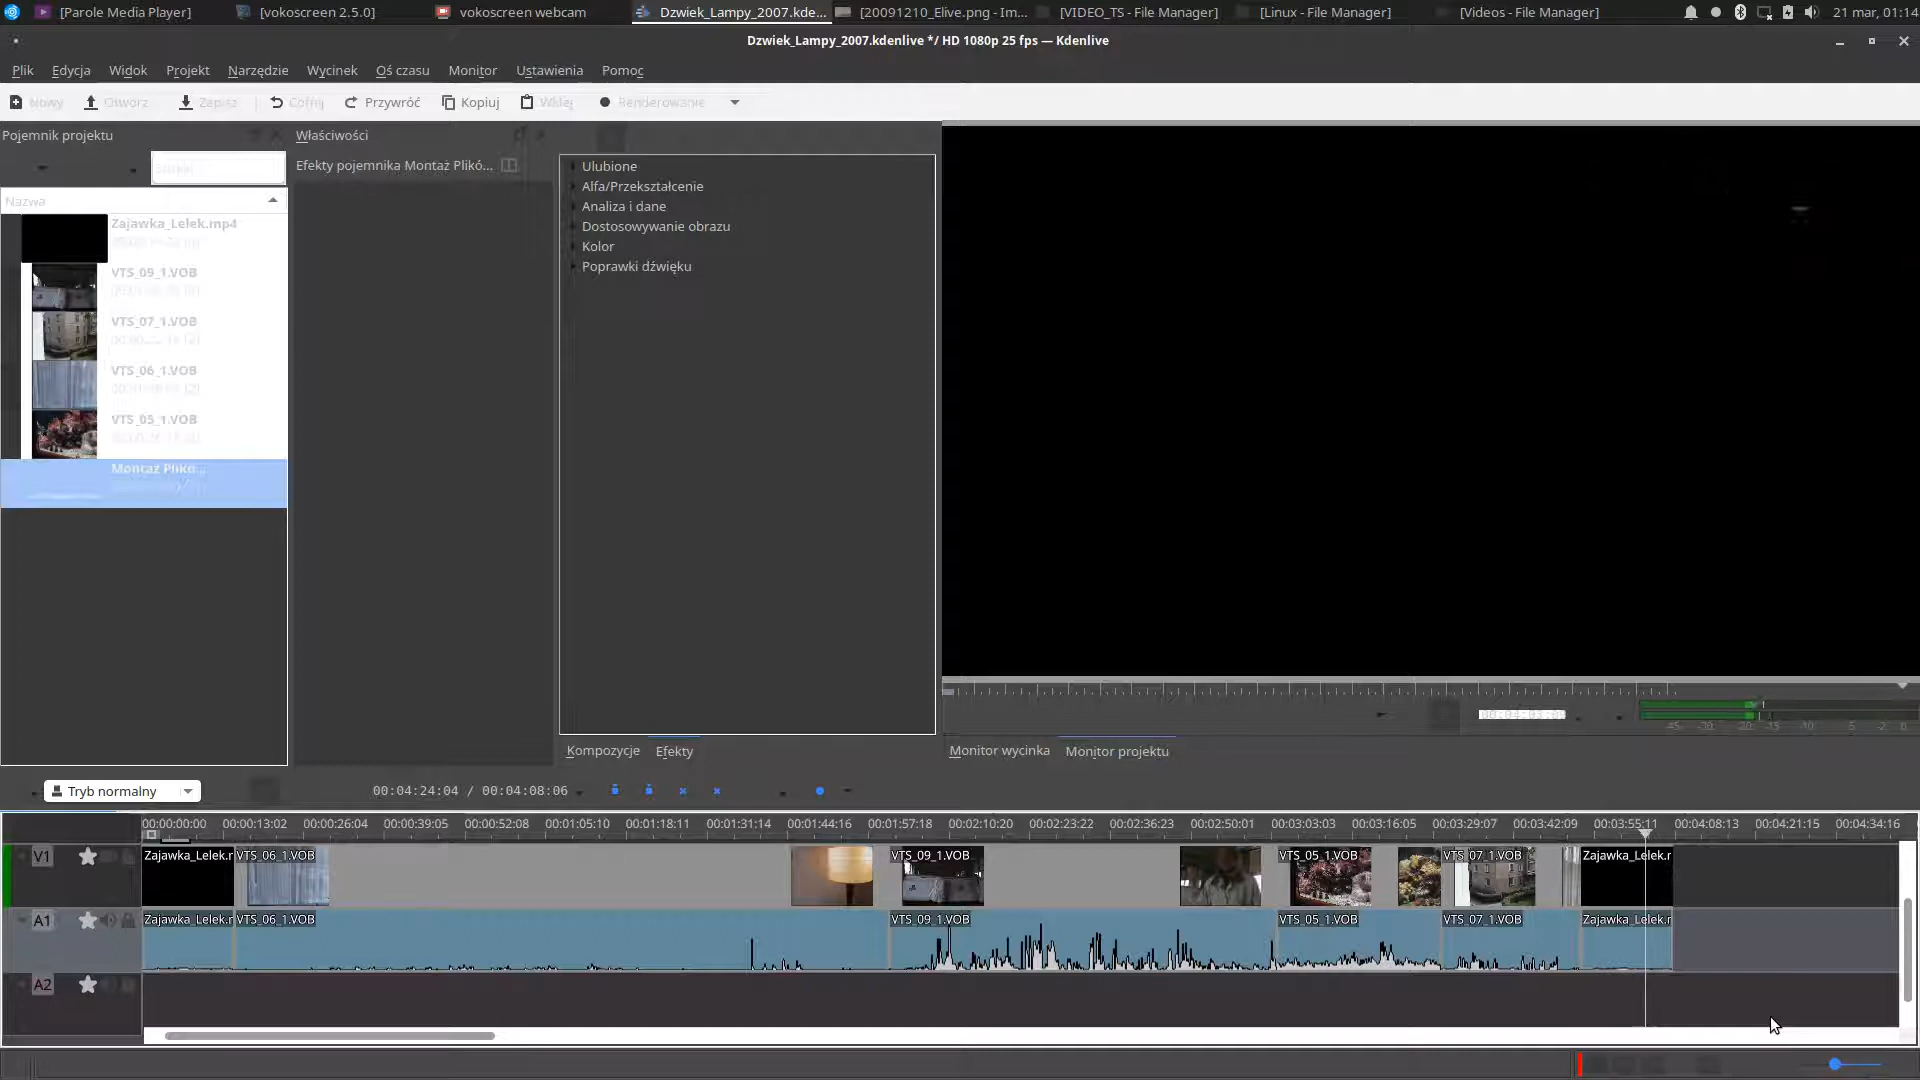 [Parole Media Player] [vokoscreen 2.5.0] vokoscreen webcam Dzwiek_Lampy_2007.kde... [20091210_Elive.png - Im... [VIDEO_TS - File Manager] [Linux - File Manager] [Videos - File Manager] 21 mar, 01:14
Dzwiek_Lampy_2007.kdenlive */ HD 1080p 25 fps — Kdenlive
Plik Edycja Widok Projekt Narzędzie Wycinek Oś czasu Monitor Ustawienia Pomoc
Nowy Otwórz Zapisz Cofnij Przywróć Kopiuj Wklej Renderowanie
Pojemnik projektu Właściwości
Efekty pojemnika Montaż Plikó...
Nazwa
Zajawka_Lelek.mp4
VTS_09_1.VOB
VTS_07_1.VOB
VTS_06_1.VOB
VTS_05_1.VOB
Montaż Plikó...
Ulubione
Alfa/Przekształcenie
Analiza i dane
Dostosowywanie obrazu
Kolor
Poprawki dźwięku
-45 -30 -20 -15 -10 -5 -2 0
Kompozycje Efekty Monitor wycinka Monitor projektu
Tryb normalny 00:04:24:04 / 00:04:08:06
00:00:00:00 00:00:13:02 00:00:26:04 00:00:39:05 00:00:52:08 00:01:05:10 00:01:18:11 00:01:31:14 00:01:44:16 00:01:57:18 00:02:10:20 00:02:23:22 00:02:36:23 00:02:50:01 00:03:03:03 00:03:16:05 00:03:29:07 00:03:42:09 00:03:55:11 00:04:08:13 00:04:21:15 00:04:34:16
V1 Zajawka_Lelek.r VTS_06_1.VOB VTS_09_1.VOB VTS_05_1.VOB VTS_07_1.VOB Zajawka_Lelek.r
A1 Zajawka_Lelek.r VTS_06_1.VOB VTS_09_1.VOB VTS_05_1.VOB VTS_07_1.VOB Zajawka_Lelek.r
A2